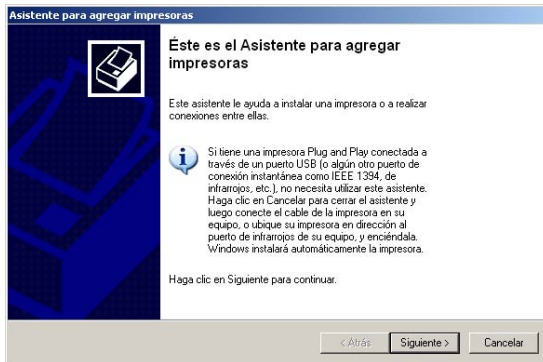 Asistente para agregar impresoras
Éste es el Asistente para agregar
impresoras
Este asistente le ayuda a instalar una impresora o a realizar
conexiones entre ellas.
Si tiene una impresora Plug and Play conectada a
través de un puerto USB (o algún otro puerto de
conexión instantánea como IEEE 1394, de
infrarrojos, etc.), no necesita utilizar este asistente.
Haga clic en Cancelar para cerrar el asistente y
luego conecte el cable de la impresora en su
equipo, o ubique su impresora en dirección al
puerto de infrarrojos de su equipo, y enciéndala.
Windows instalará automáticamente la impresora.
Haga clic en Siguiente para continuar.
< Atrás Siguiente > Cancelar